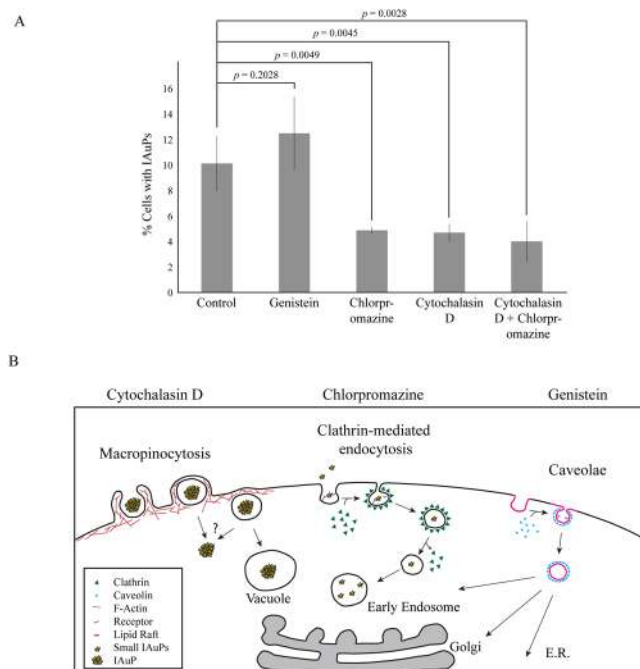 A
p = 0.0028
p = 0.0045
p = 0.0049
p = 0.2028
% Cells with IAuPs
16
14
12
10
8
6
4
2
0
Control
Genistein
Chlorpr-
omazine
Cytochalasin
D
Cytochalasin
D + Chlorpr-
omazine
B
Cytochalasin D
Chlorpromazine
Genistein
Macropinocytosis
Clathrin-mediated
endocytosis
Caveolae
?
Vacuole
Early Endosome
Golgi
E.R.
Clathrin
Caveolin
F-Actin
Receptor
Lipid Raft
Small IAuPs
IAuP